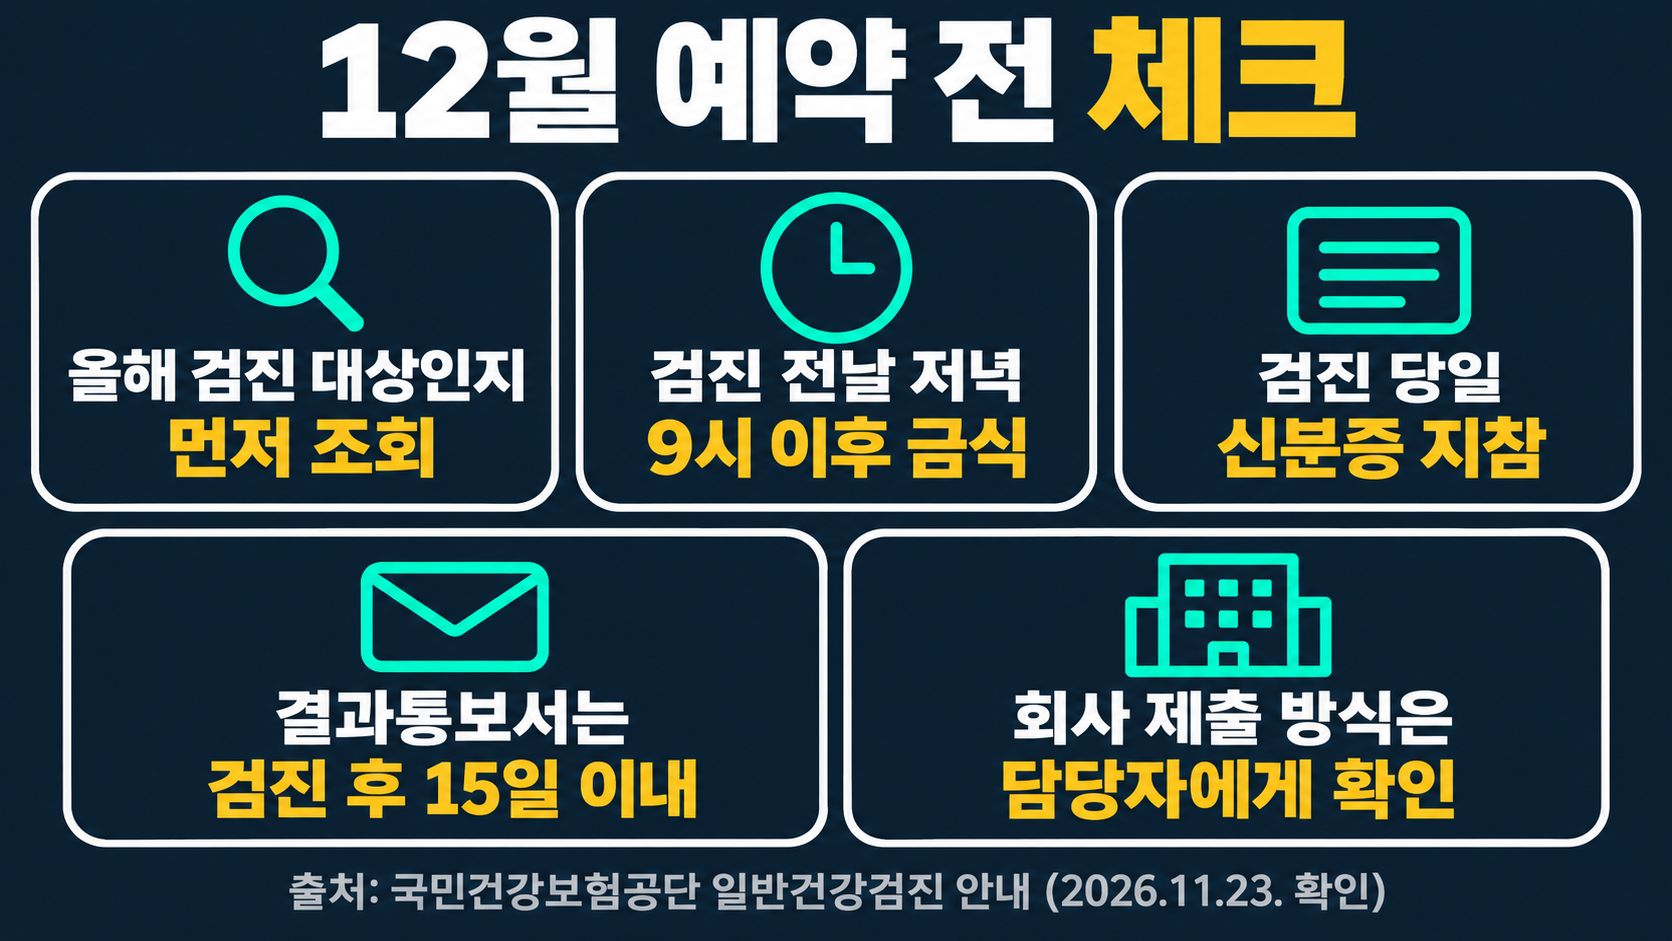 12월 예약 전 체크
올해 검진 대상인지
먼저 조회
검진 전날 저녁
9시 이후 금식
검진 당일
신분증 지참
결과통보서는
검진 후 15일 이내
회사 제출 방식은
담당자에게 확인
출처: 국민건강보험공단 일반건강검진 안내 (2026.11.23. 확인)